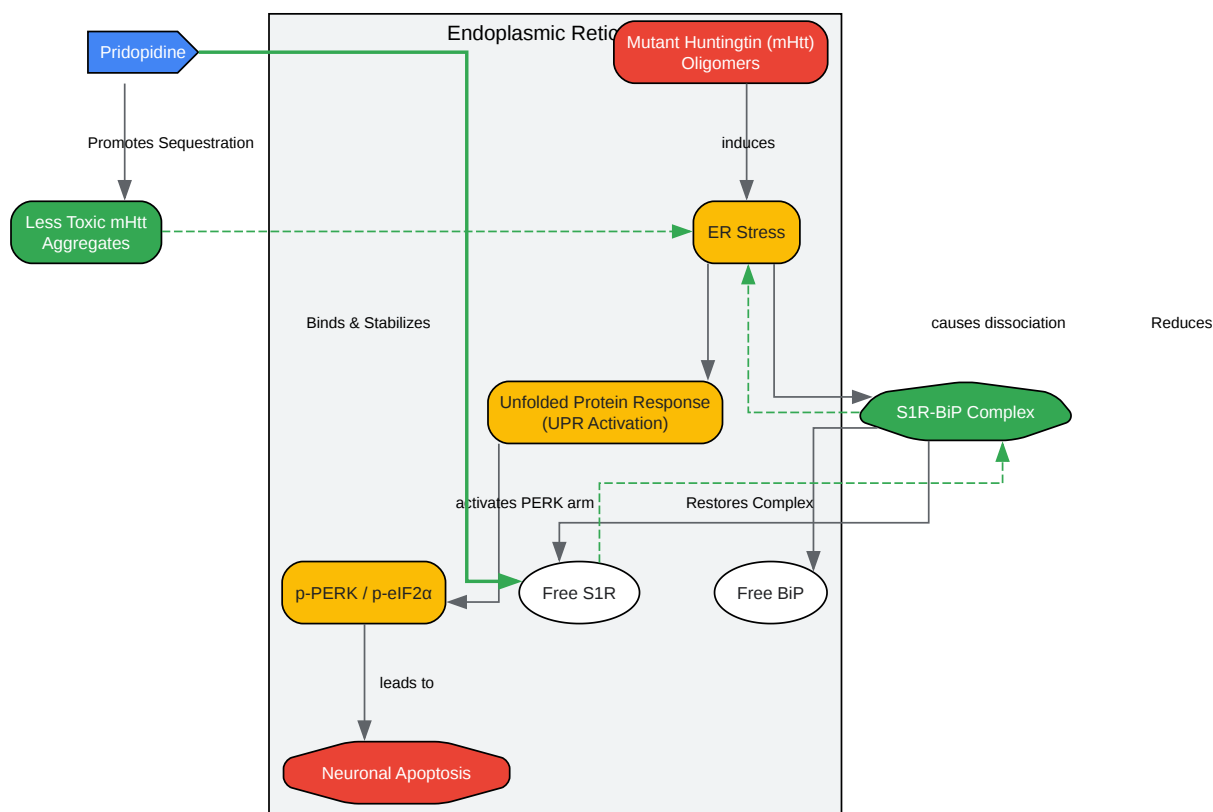 Endoplasmic Retic
Pridopidine
Mutant Huntingtin (mHtt)
Oligomers
Promotes Sequestration
induces
Less Toxic mHtt
Aggregates
ER Stress
Binds & Stabilizes
causes dissociation
Reduces
Unfolded Protein Response
(UPR Activation)
S1R-BiP Complex
activates PERK arm
Restores Complex
p-PERK / p-eIF2α
Free S1R
Free BiP
leads to
Neuronal Apoptosis